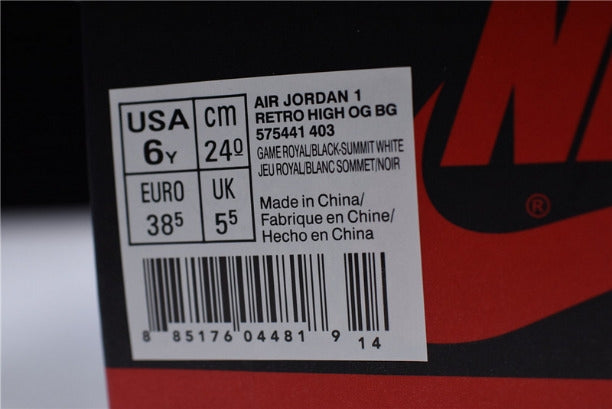 USA
6Y
cm
24 0
EURO
38 5
UK
5 5
AIR JORDAN 1
RETRO HIGH OG BG
575441 403
GAME ROYAL/BLACK-SUMMIT WHITE
JEU ROYAL/BLANC SOMMET/NOIR
Made in China/
Fabrique en Chine/
Hecho en China
8 85176 04481 9 14
®